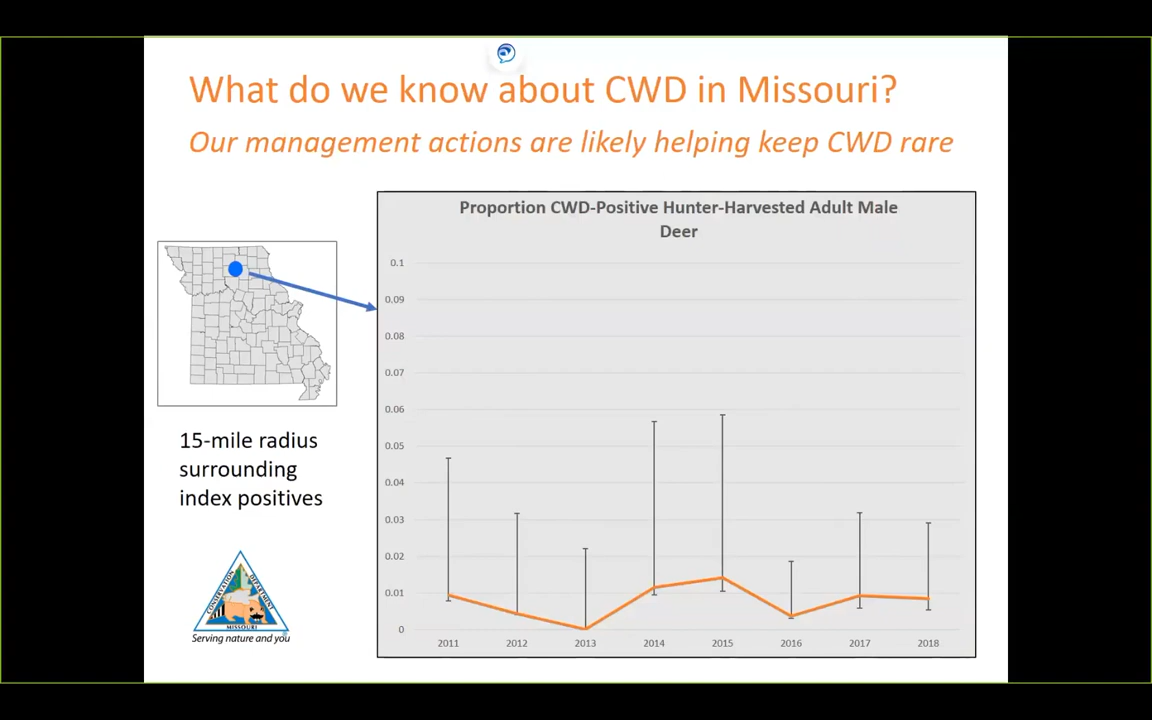 What do we know about CWD in Missouri?
Our management actions are likely helping keep CWD rare
Proportion CWD-Positive Hunter-Harvested Adult Male
Deer
0.1
0.09
0.08
0.07
0.06
0.05
0.04
0.03
0.02
0.01
0
2011 2012 2013 2014 2015 2016 2017 2018
15-mile radius
surrounding
index positives
CONSERVATION DEPARTMENT
MISSOURI
Serving nature and you